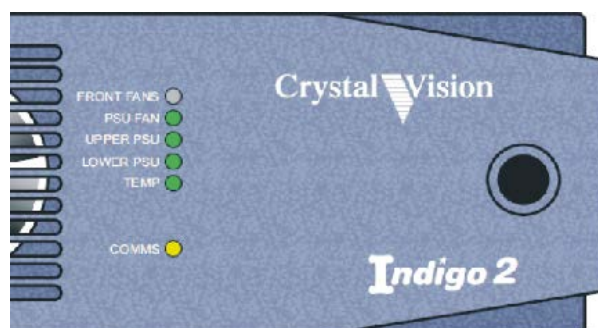 Crystal Vision
FRONT FANS
PSU FAN
UPPER PSU
LOWER PSU
TEMP
COMMS
Indigo 2